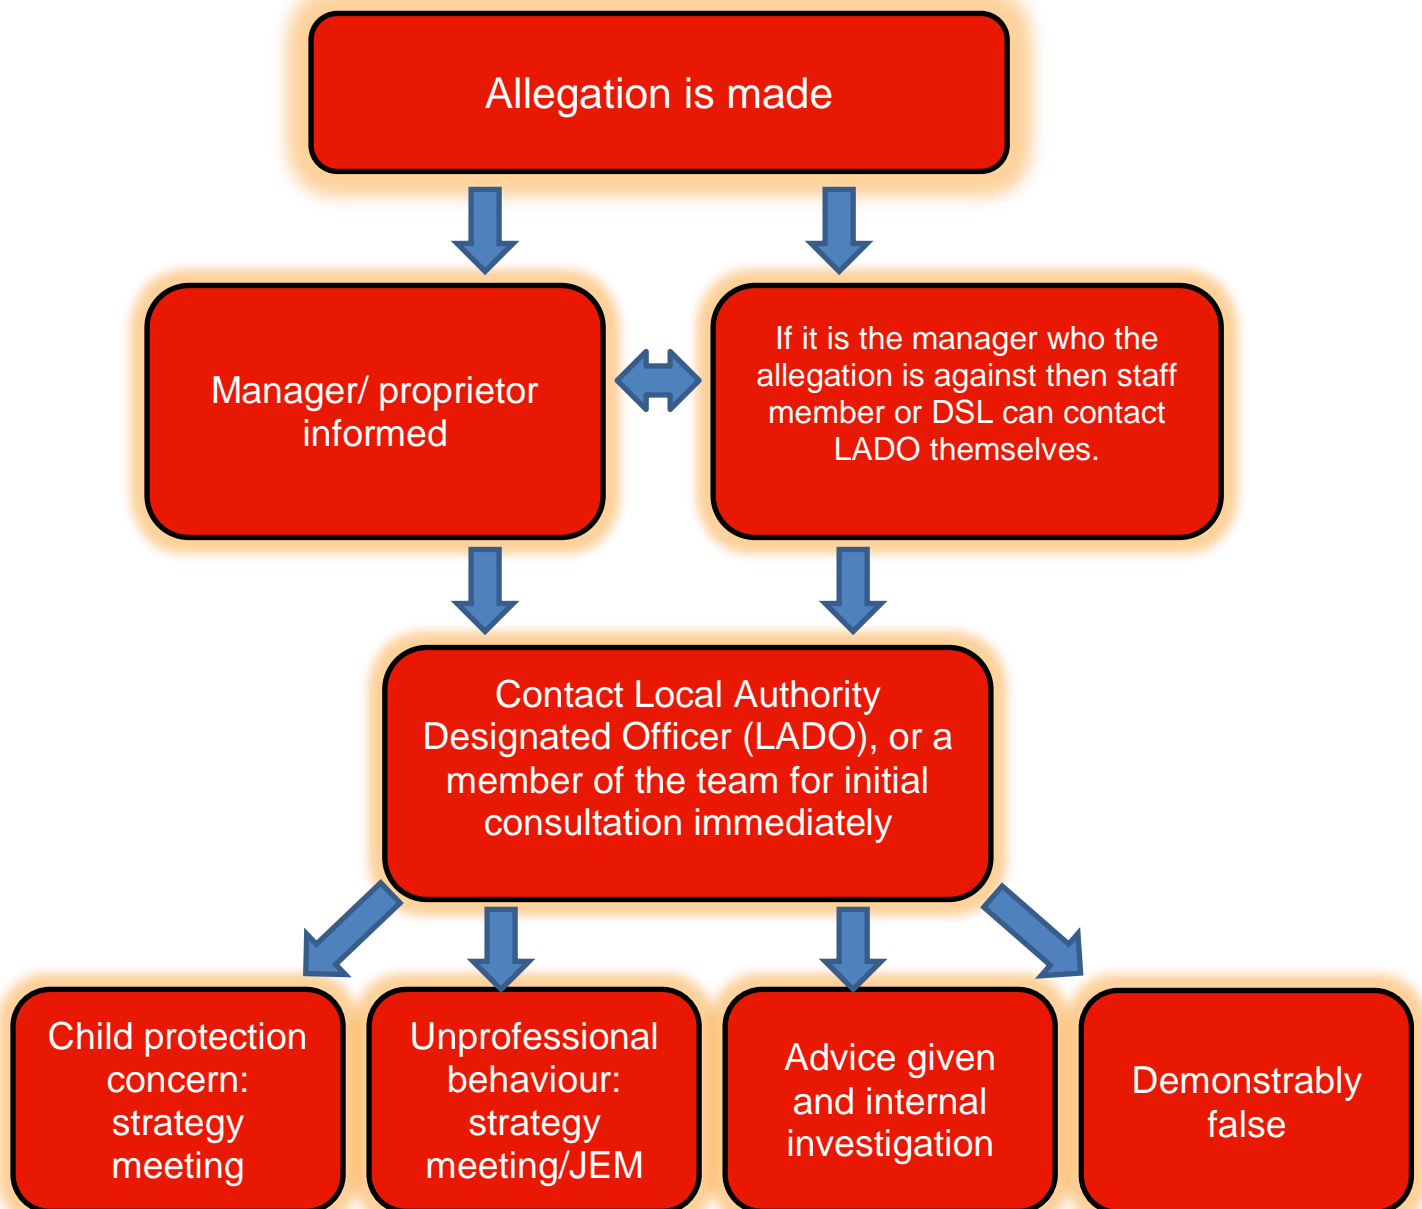 Allegation is made
Manager/ proprietor
informed
If it is the manager who the
allegation is against then staff
member or DSL can contact
LADO themselves.
Contact Local Authority
Designated Officer (LADO), or a
member of the team for initial
consultation immediately
Child protection
concern:
strategy
meeting
Unprofessional
behaviour:
strategy
meeting/JEM
Advice given
and internal
investigation
Demonstrably
false